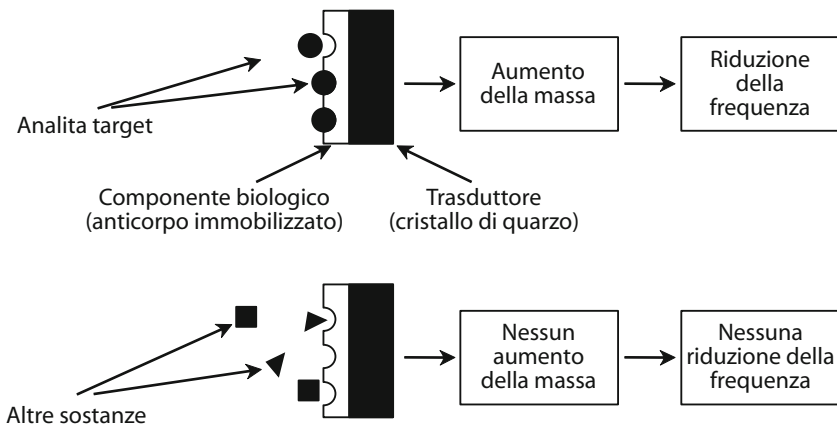 Analita target
Componente biologico
(anticorpo immobilizzato)
Trasduttore
(cristallo di quarzo)
Aumento
della massa
Riduzione
della
frequenza
Altre sostanze
Nessun
aumento
della massa
Nessuna
riduzione della
frequenza